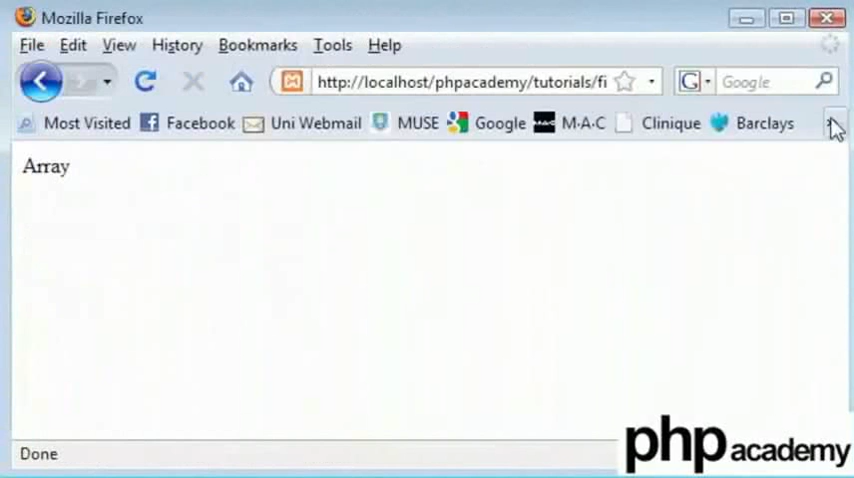 Mozilla Firefox
File Edit View History Bookmarks Tools Help
http://localhost/phpacademy/tutorials/fi G Google
Most Visited Facebook Uni Webmail MUSE Google M·A·C Clinique Barclays
Array
Done
php academy